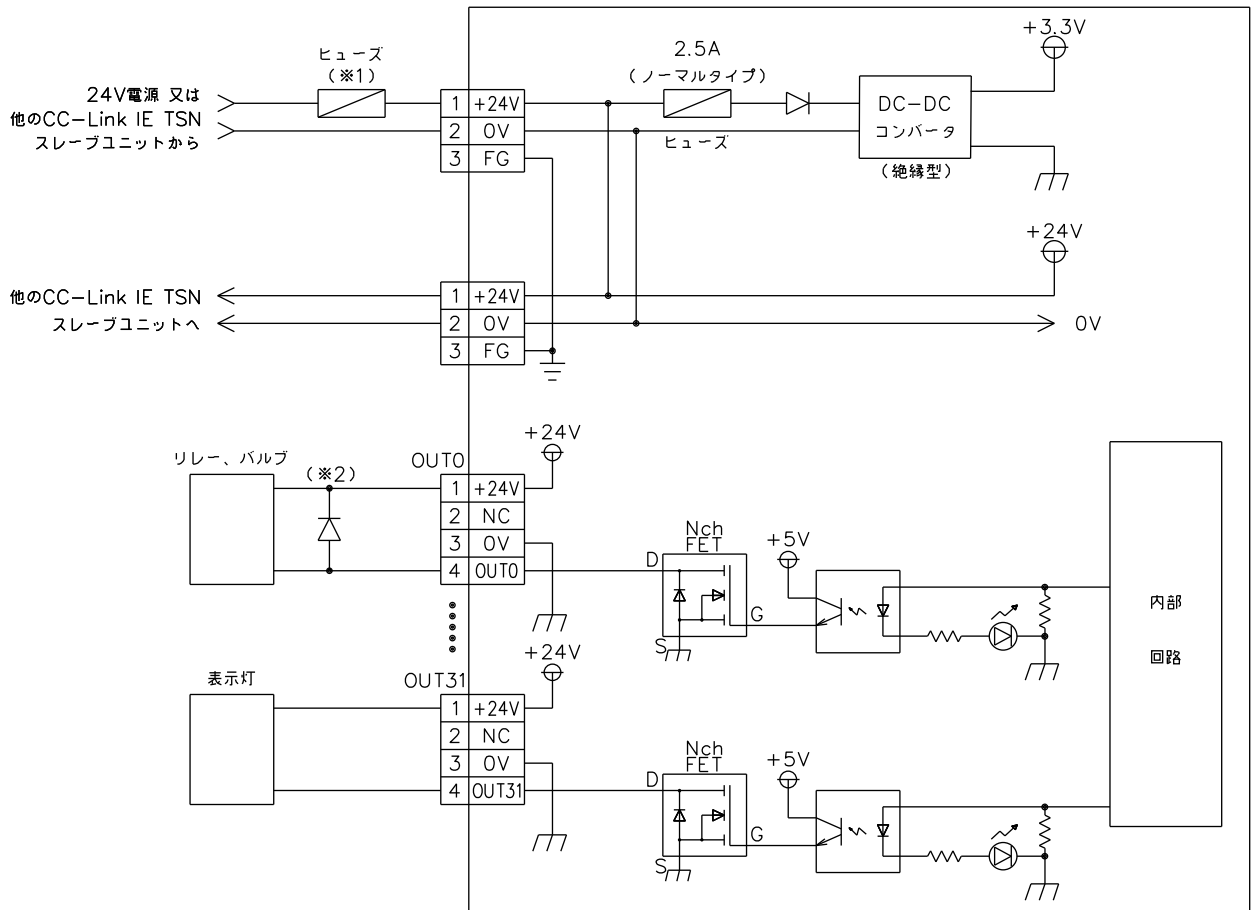 ヒューズ
(※1)
24V電源 又は
他のCC-Link IE TSN
スレーブユニットから
1 +24V
2 0V
3 FG
2.5A
(ノーマルタイプ)
ヒューズ
DC-DC
コンバータ
(絶縁型)
+3.3V
+24V
他のCC-Link IE TSN
スレーブユニットへ
1 +24V
2 0V
3 FG
0V
リレー、バルブ
(※2)
OUT0
+24V
1 +24V
2 NC
3 0V
4 OUT0
Nch
FET
D
G
S
+5V
内部
回路
表示灯
OUT31
+24V
1 +24V
2 NC
3 0V
4 OUT31
Nch
FET
D
G
S
+5V